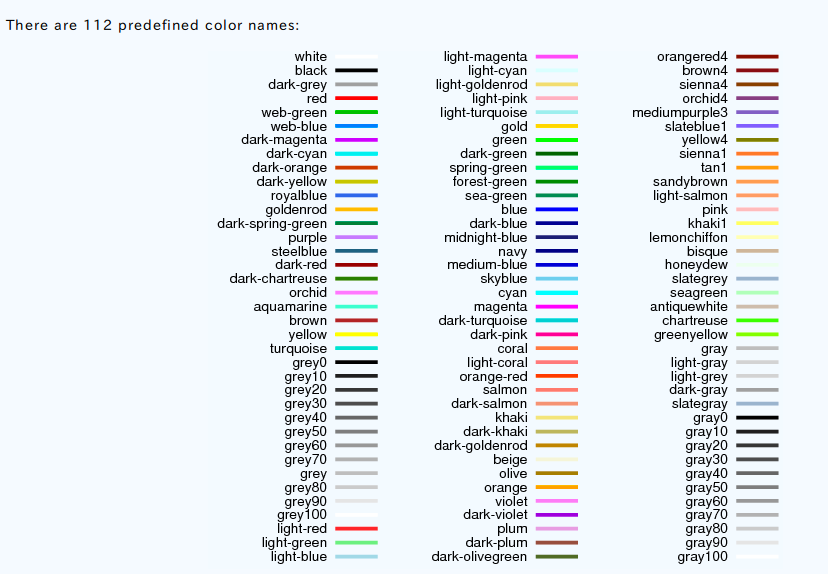 There are 112 predefined color names:
white
black
dark-grey
red
web-green
web-blue
dark-magenta
dark-cyan
dark-orange
dark-yellow
royalblue
goldenrod
dark-spring-green
purple
steelblue
dark-red
dark-chartreuse
orchid
aquamarine
brown
yellow
turquoise
grey0
grey10
grey20
grey30
grey40
grey50
grey60
grey70
grey
grey80
grey90
grey100
light-red
light-green
light-blue
light-magenta
light-cyan
light-goldenrod
light-pink
light-turquoise
gold
green
dark-green
spring-green
forest-green
sea-green
blue
dark-blue
midnight-blue
navy
medium-blue
skyblue
cyan
magenta
dark-turquoise
dark-pink
coral
light-coral
orange-red
salmon
dark-salmon
khaki
dark-khaki
dark-goldenrod
beige
olive
orange
violet
dark-violet
plum
dark-plum
dark-olivegreen
orangered4
brown4
sienna4
orchid4
mediumpurple3
slateblue1
yellow4
sienna1
tan1
sandybrown
light-salmon
pink
khaki1
lemonchiffon
bisque
honeydew
slategrey
seagreen
antiquewhite
chartreuse
greenyellow
gray
light-gray
light-grey
dark-gray
slategray
gray0
gray10
gray20
gray30
gray40
gray50
gray60
gray70
gray80
gray90
gray100